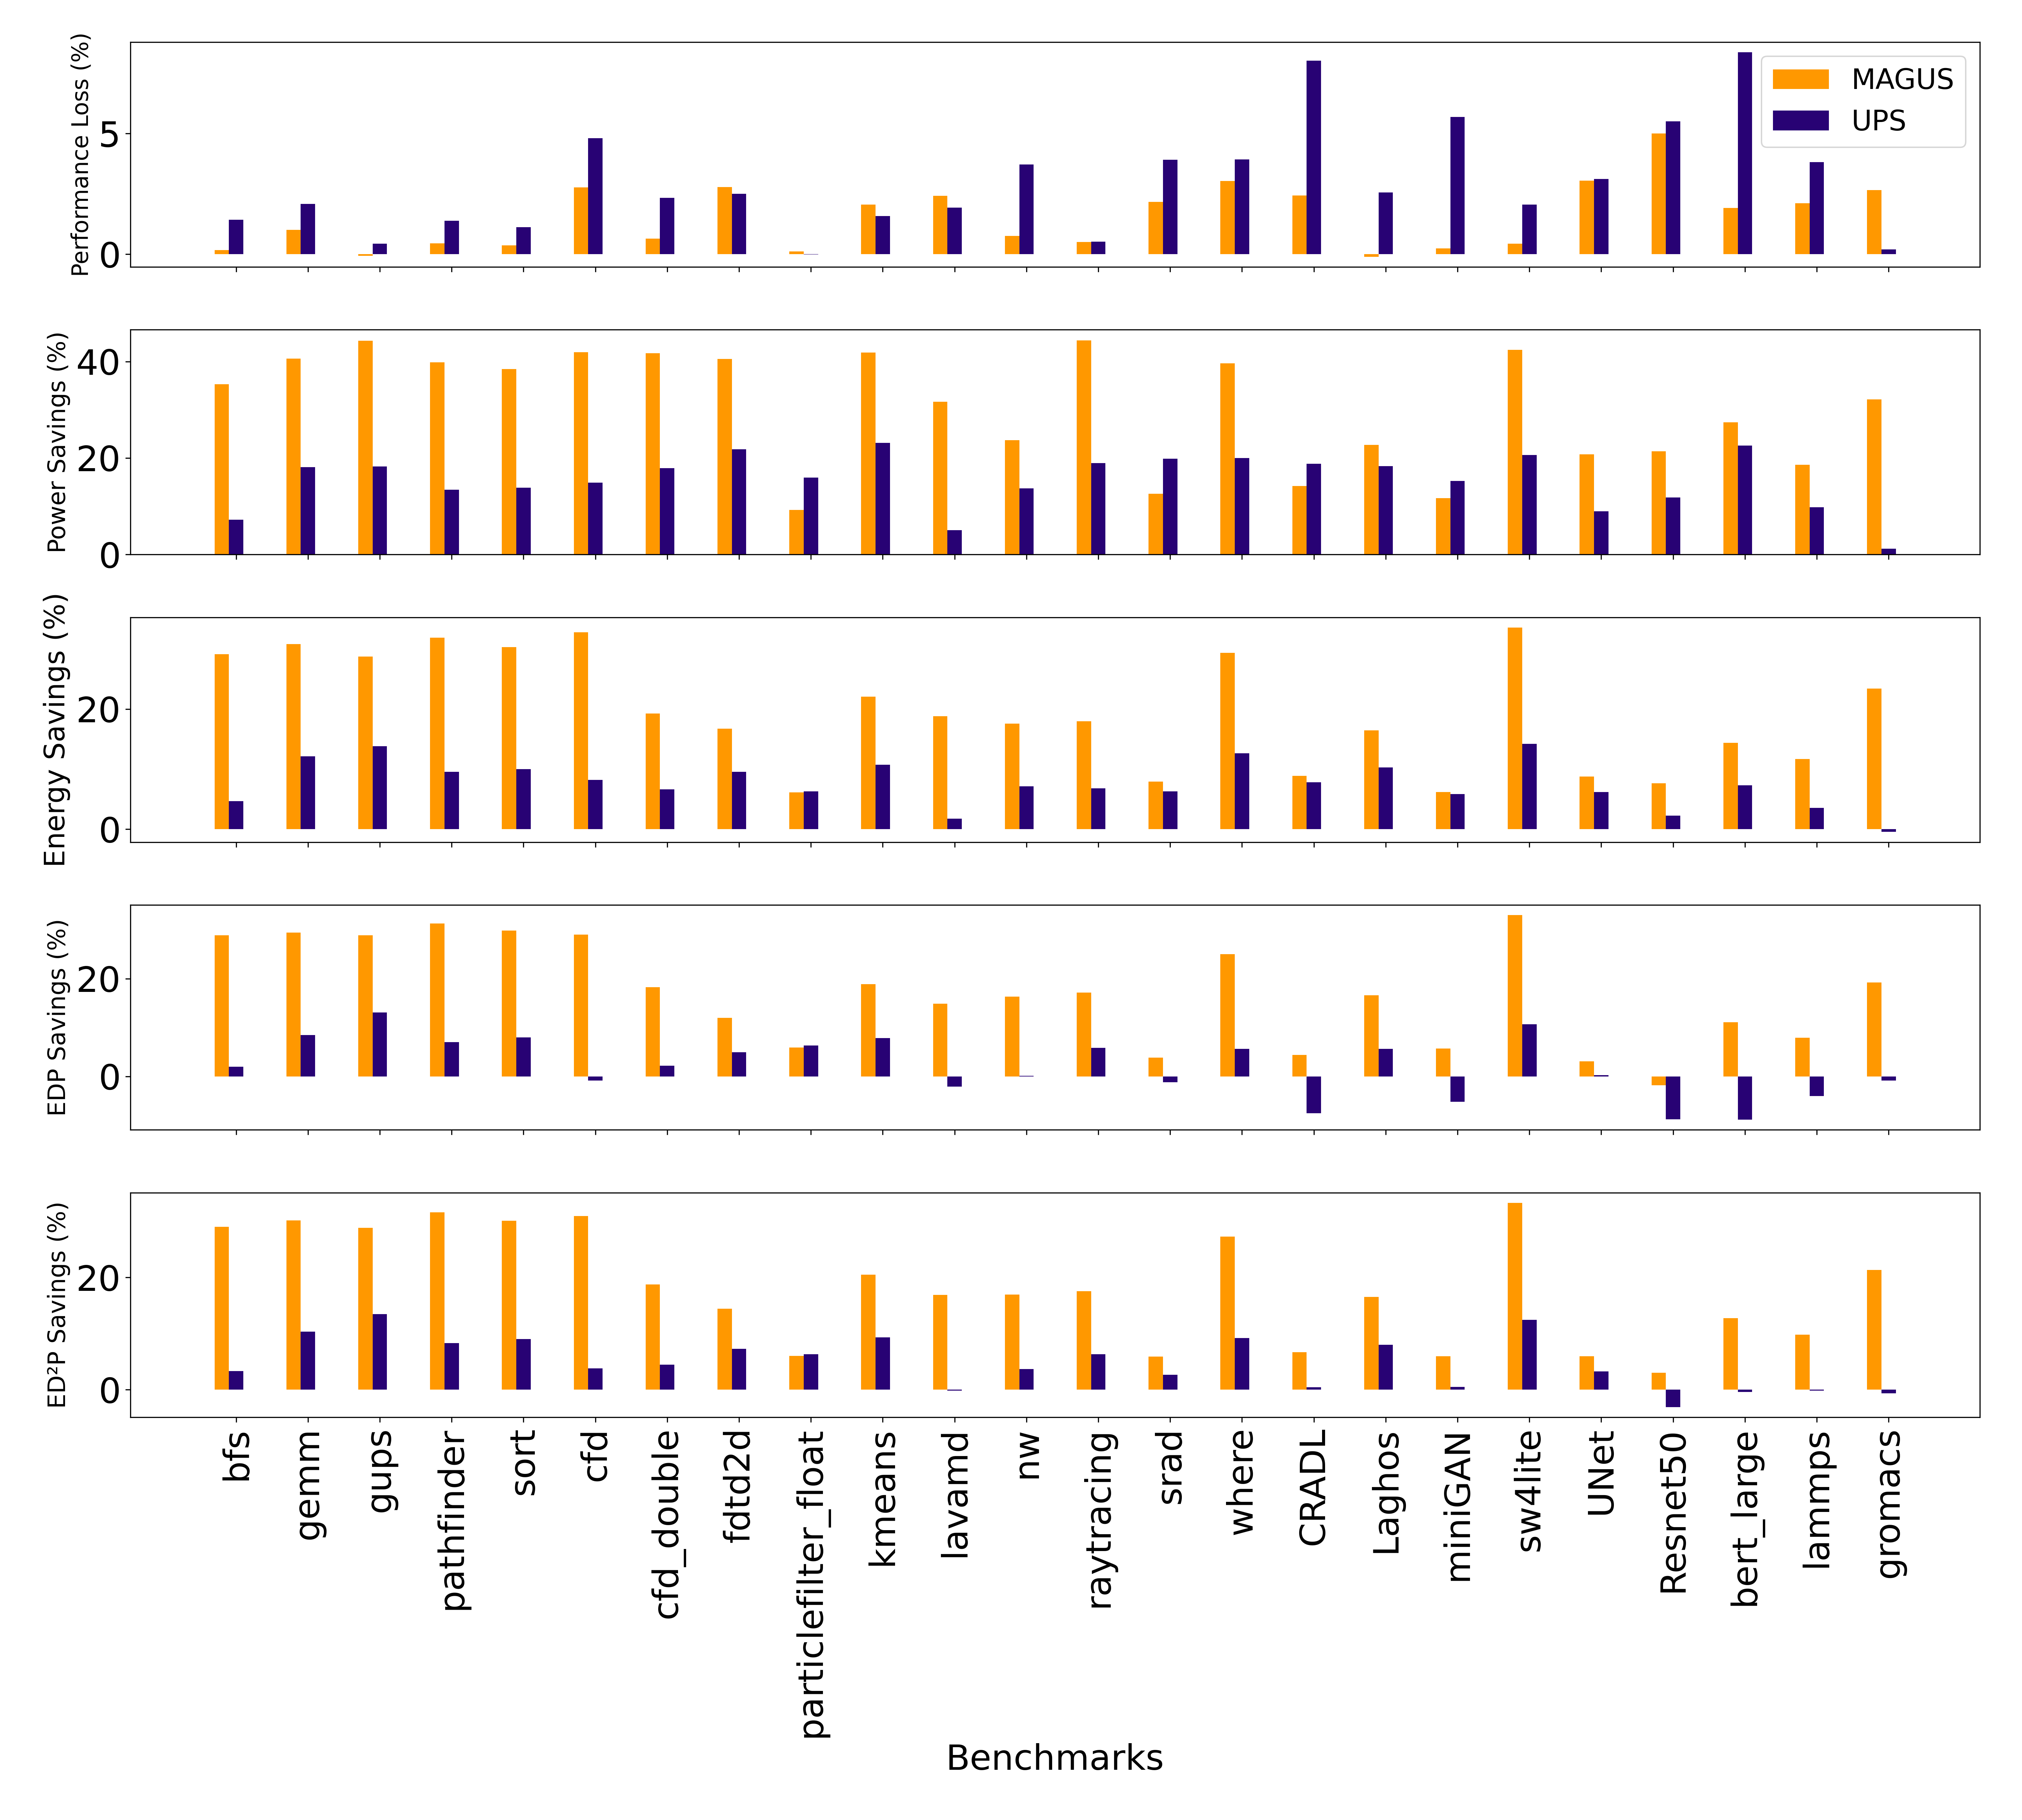 Performance Loss (%)
5
0
MAGUS
UPS
Power Savings (%)
40
20
0
Energy Savings (%)
20
0
EDP Savings (%)
20
0
ED²P Savings (%)
20
0
bfs
gemm
gups
pathfinder
sort
cfd
cfd_double
fdtd2d
particlefilter_float
kmeans
lavamd
nw
raytracing
srad
where
CRADL
Laghos
miniGAN
sw4lite
UNet
Resnet50
bert_large
lammps
gromacs
Benchmarks